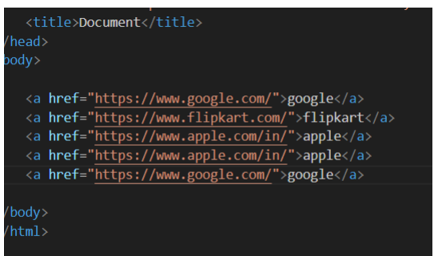 <title>Document</title>
/head>
body>
<a href="https://www.google.com/">google</a>
<a href="https://www.flipkart.com/">flipkart</a>
<a href="https://www.apple.com/in/">apple</a>
<a href="https://www.apple.com/in/">apple</a>
<a href="https://www.google.com/">google</a>
/body>
/html>